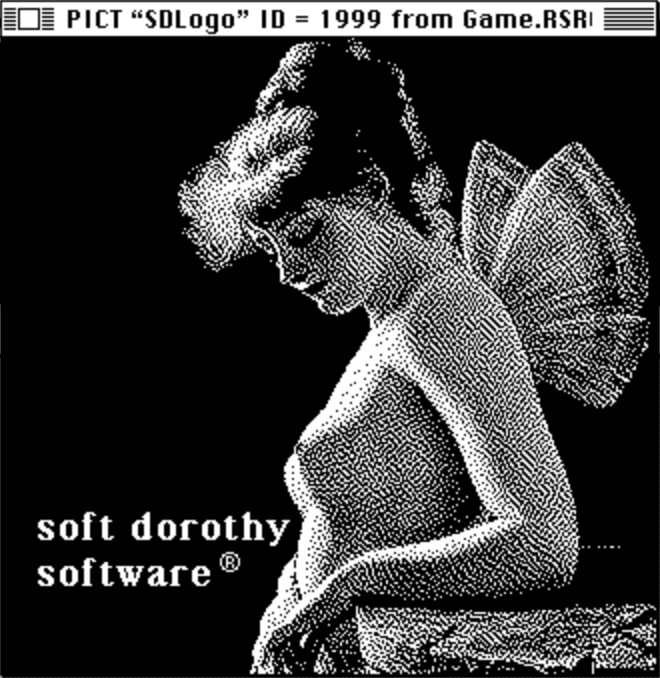 PICT “SDLogo” ID = 1999 from Game.RSR
soft dorothy
software®